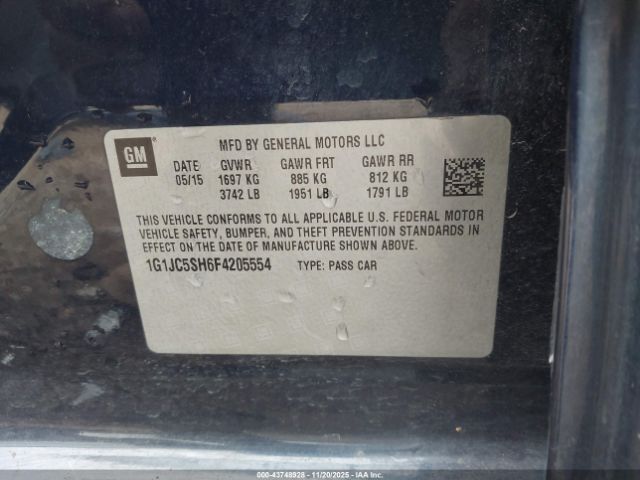 GM
MFD BY GENERAL MOTORS LLC
DATE GVWR GAWR FRT GAWR RR
05/15 1697 KG 885 KG 812 KG
3742 LB 1951 LB 1791 LB
THIS VEHICLE CONFORMS TO ALL APPLICABLE U.S. FEDERAL MOTOR
VEHICLE SAFETY, BUMPER, AND THEFT PREVENTION STANDARDS IN
EFFECT ON THE DATE OF MANUFACTURE SHOWN ABOVE.
1G1JC5SH6F4205554 TYPE: PASS CAR
000-43748928 - 11/20/2025 - IAA Inc.